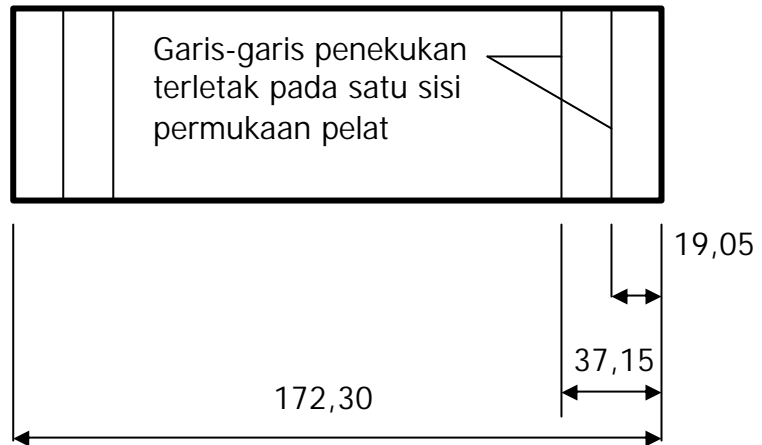 Garis-garis penekukan
terletak pada satu sisi
permukaan pelat
19,05
37,15
172,30